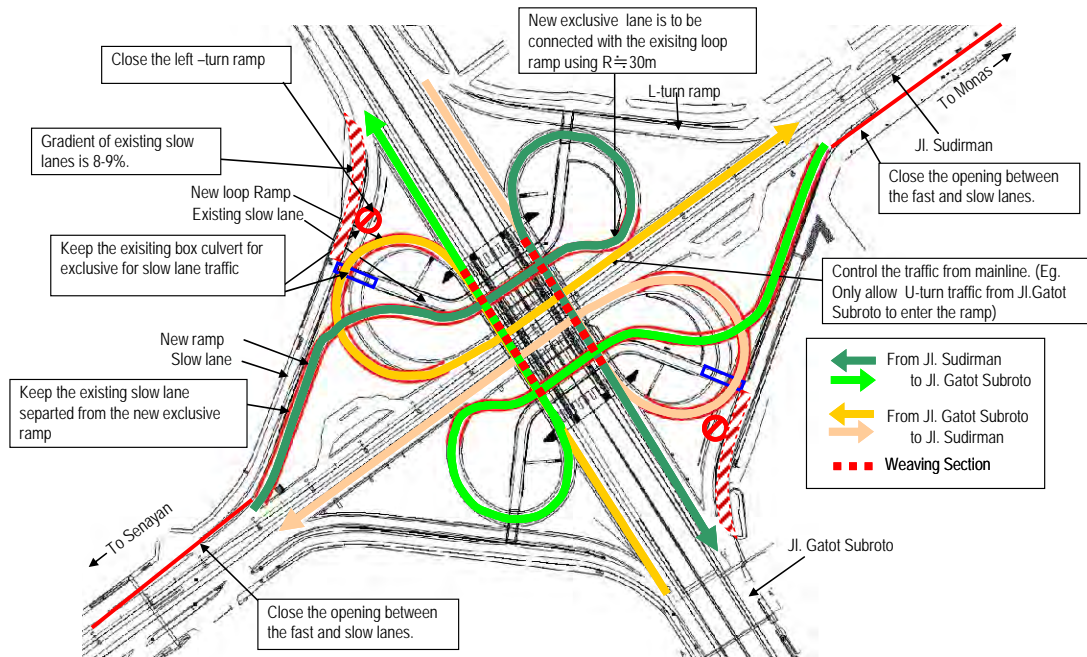 New exclusive lane is to be
connected with the exisitng loop
ramp using R≒30m
Close the left –turn ramp
L-turn ramp
To Monas
Gradient of existing slow
lanes is 8-9%.
Jl. Sudirman
Close the opening between
the fast and slow lanes.
New loop Ramp
Existing slow lane
Keep the exisiting box culvert for
exclusive for slow lane traffic
Control the traffic from mainline. (Eg.
Only allow U-turn traffic from Jl.Gatot
Subroto to enter the ramp)
New ramp
Slow lane
Keep the existing slow lane
separted from the new exclusive
ramp
From Jl. Sudirman
to Jl. Gatot Subroto
From Jl. Gatot Subroto
to Jl. Sudirman
Weaving Section
To Senayan
Jl. Gatot Subroto
Close the opening between
the fast and slow lanes.